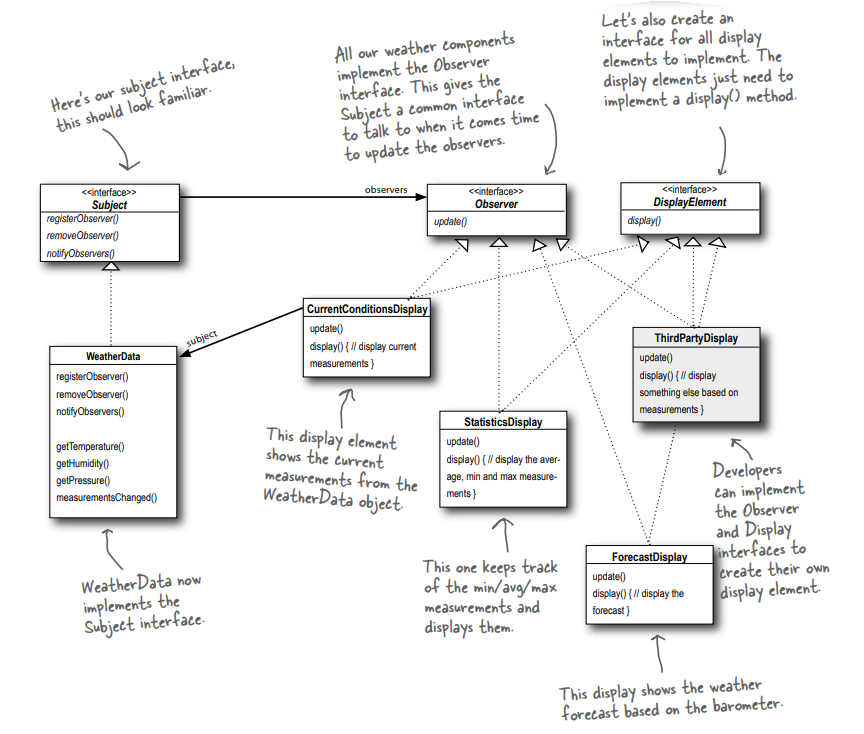 Here's our subject interface,
this should look familiar.
All our weather components
implement the Observer
interface. This gives the
Subject a common interface
to talk to when it comes time
to update the observers.
Let's also create an
interface for all display
elements to implement. The
display elements just need to
implement a display() method.
<<interface>>
Subject
registerObserver()
removeObserver()
notifyObservers()
observers
<<interface>>
Observer
update()
<<interface>>
DisplayElement
display()
subject
WeatherData
registerObserver()
removeObserver()
notifyObservers()
getTemperature()
getHumidity()
getPressure()
measurementsChanged()
CurrentConditionsDisplay
update()
display() { // display current
measurements }
ThirdPartyDisplay
update()
display() { // display
something else based on
measurements }
StatisticsDisplay
update()
display() { // display the aver-
age, min and max measure-
ments }
This display element
shows the current
measurements from the
WeatherData object.
Developers
can implement
the Observer
and Display
interfaces to
create their own
display element.
ForecastDisplay
update()
display() { // display the
forecast }
WeatherData now
implements the
Subject interface.
This one keeps track
of the min/avg/max
measurements and
displays them.
This display shows the weather
forecast based on the barometer.